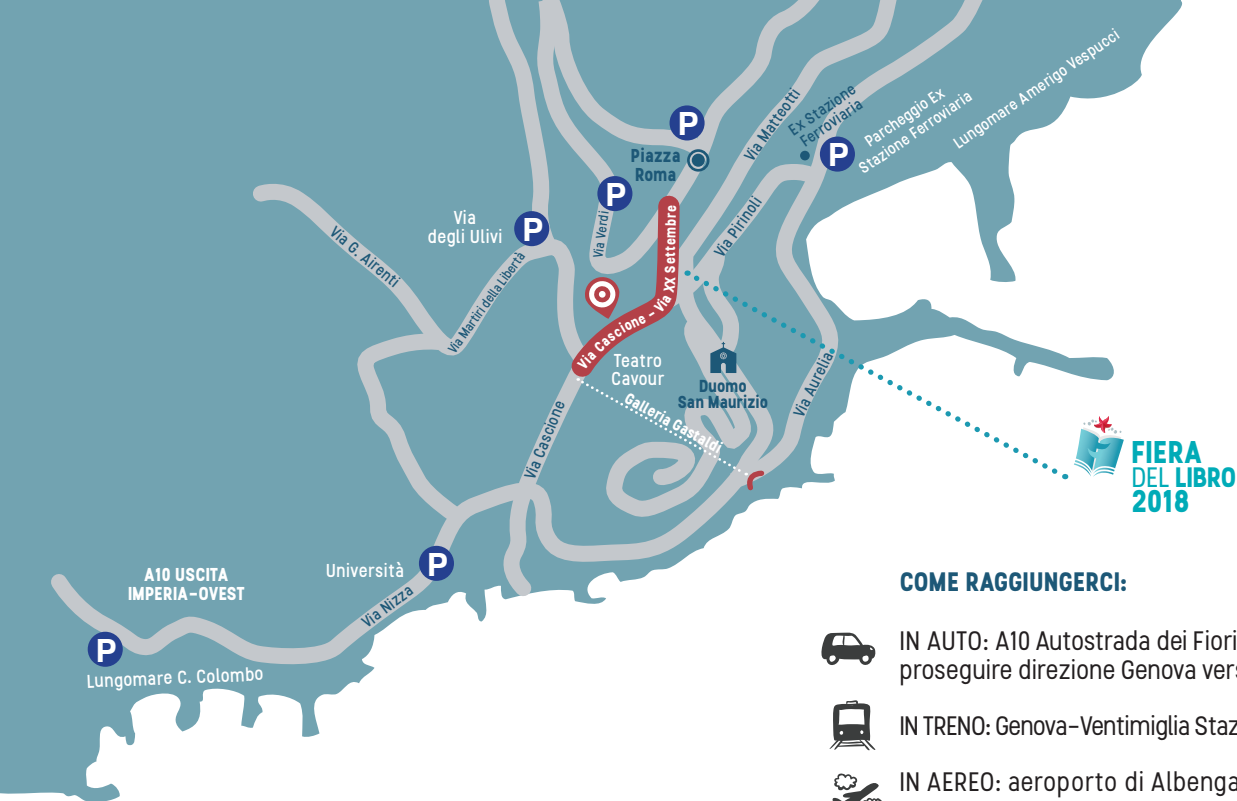 Lungomare Amerigo Vespucci
Via Matteotti
Ex Stazione
Ferroviaria
Parcheggio Ex
Stazione Ferroviaria
P
P
Piazza
Roma
P
Via Verdi
Via Pirinoli
Via
degli Ulivi
P
Via G. Airenti
Via Martiri della Libertà
Via Cascione - Via XX Settembre
Teatro
Cavour
Duomo
San Maurizio
Via Aurelia
Galleria Gastaldi
Via Cascione
FIERA
DEL LIBRO
2018
Università
P
A10 USCITA
IMPERIA-OVEST
Via Nizza
P
Lungomare C. Colombo
COME RAGGIUNGERCI:
IN AUTO: A10 Autostrada dei Fiori
proseguire direzione Genova vers
IN TRENO: Genova-Ventimiglia Staz
IN AEREO: aeroporto di Albenga